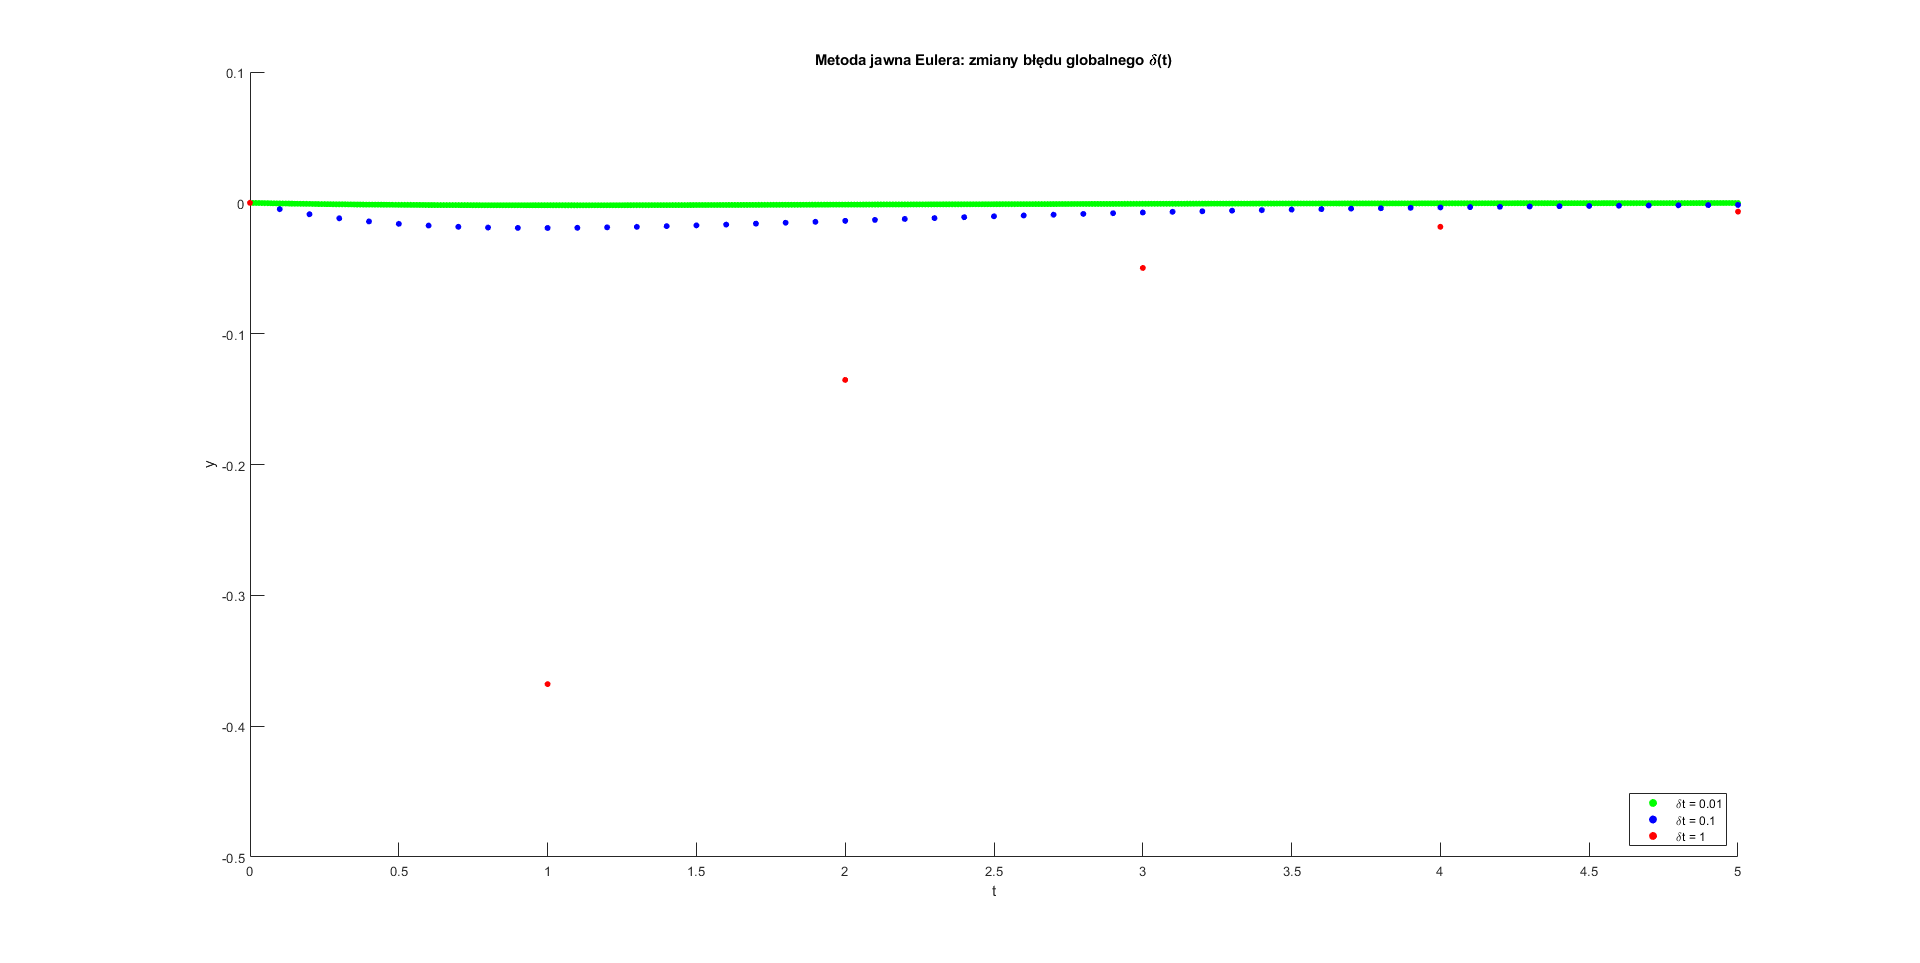 Metoda jawna Eulera: zmiany błędu globalnego δ(t)
0.1
0
-0.1
-0.2
-0.3
-0.4
-0.5
y
0 0.5 1 1.5 2 2.5 3 3.5 4 4.5 5
t
δt = 0.01
δt = 0.1
δt = 1